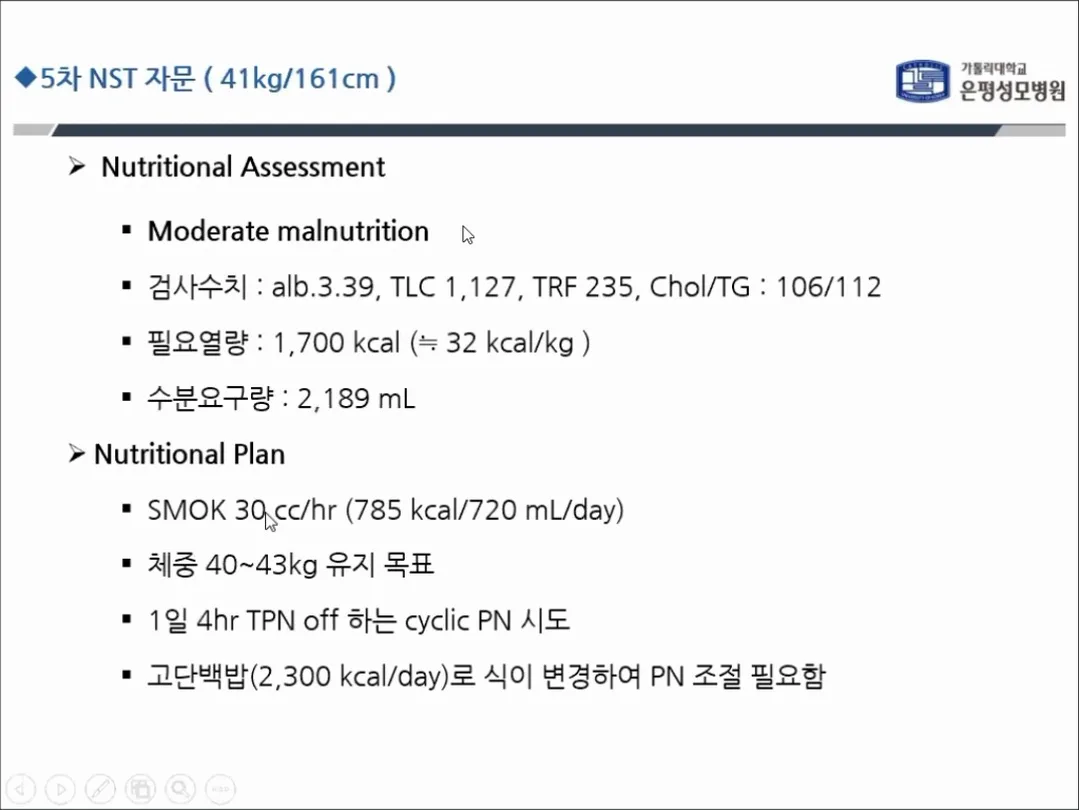 ◆5차 NST 자문 ( 41kg/161cm )
가톨릭대학교
은평성모병원
➢ Nutritional Assessment
▪ Moderate malnutrition
▪ 검사수치 : alb.3.39, TLC 1,127, TRF 235, Chol/TG : 106/112
▪ 필요열량 : 1,700 kcal (≒ 32 kcal/kg )
▪ 수분요구량 : 2,189 mL
➢ Nutritional Plan
▪ SMOK 30 cc/hr (785 kcal/720 mL/day)
▪ 체중 40~43kg 유지 목표
▪ 1일 4hr TPN off 하는 cyclic PN 시도
▪ 고단백밥(2,300 kcal/day)로 식이 변경하여 PN 조절 필요함